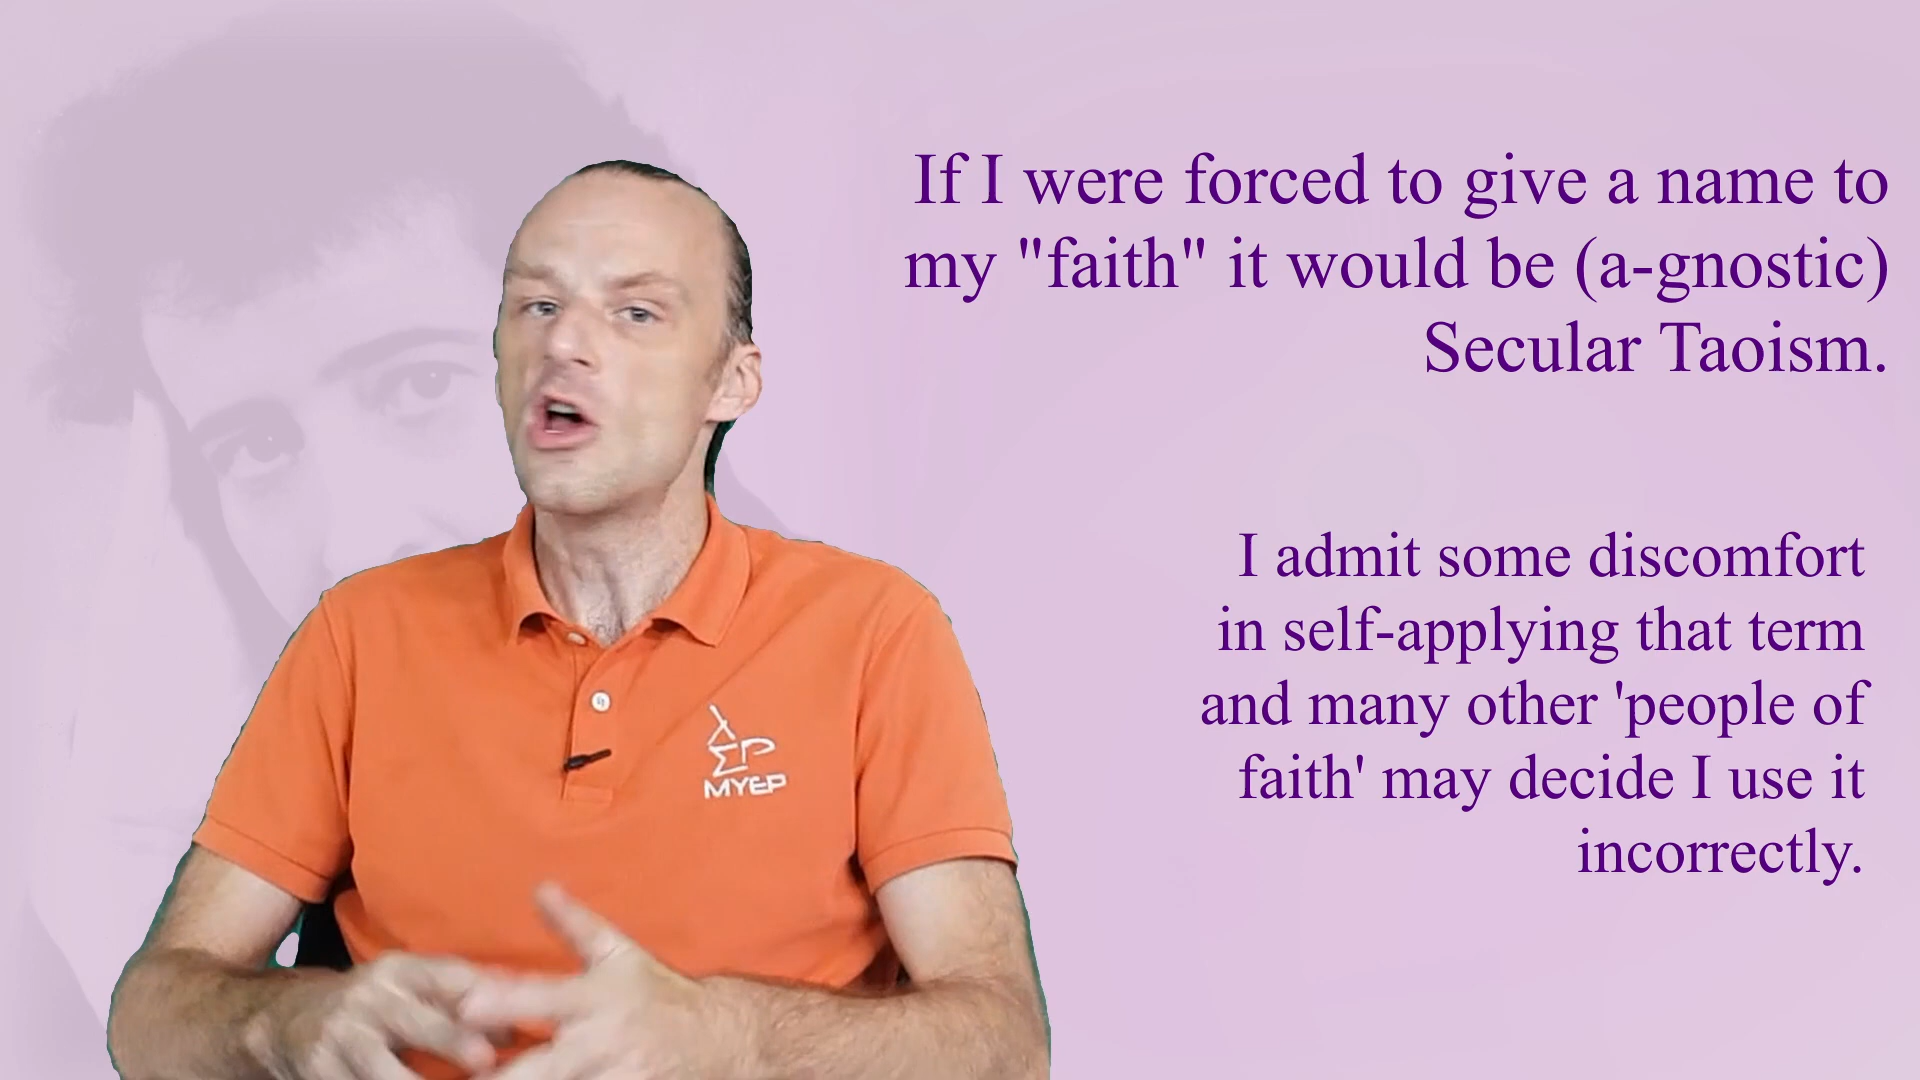 If I were forced to give a name to
my "faith" it would be (a-gnostic)
Secular Taoism.
I admit some discomfort
in self-applying that term
and many other 'people of
faith' may decide I use it
incorrectly.
MYEP